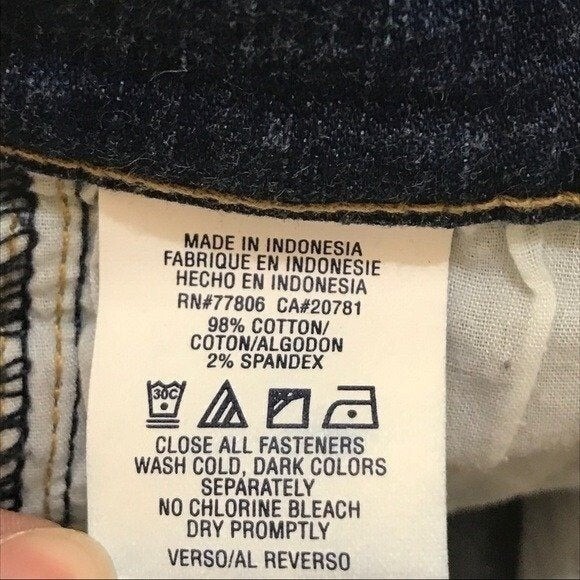 MADE IN INDONESIA
FABRIQUE EN INDONESIE
HECHO EN INDONESIA
RN#77806 CA#20781
98% COTTON/
COTON/ALGODON
2% SPANDEX
30C
CLOSE ALL FASTENERS
WASH COLD, DARK COLORS
SEPARATELY
NO CHLORINE BLEACH
DRY PROMPTLY
VERSO/AL REVERSO